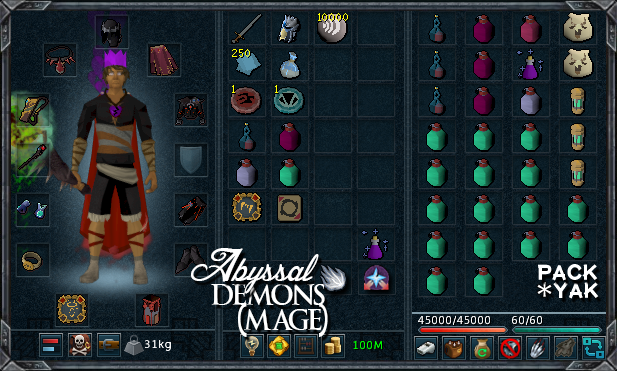 10000
250
1
1
Abyssal
DEMONS
(MAGE)
PACK
*YAK
45000/45000
60/60
31kg
100M